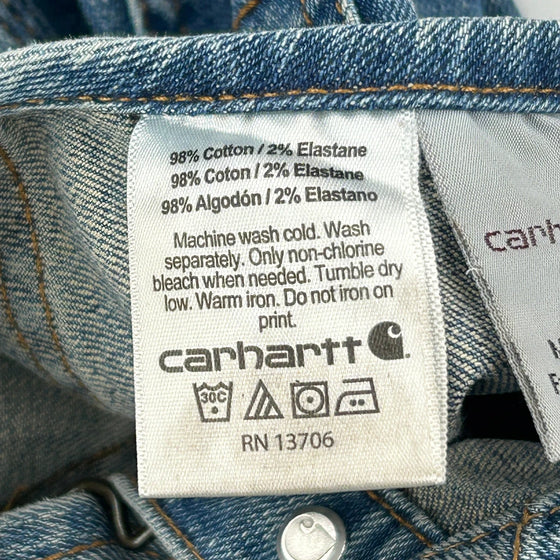 98% Cotton / 2% Elastane
98% Coton / 2% Elastane
98% Algodón / 2% Elastano
Machine wash cold. Wash
separately. Only non-chlorine
bleach when needed. Tumble dry
low. Warm iron. Do not iron on
print.
carhartt
30C
RN 13706
carh